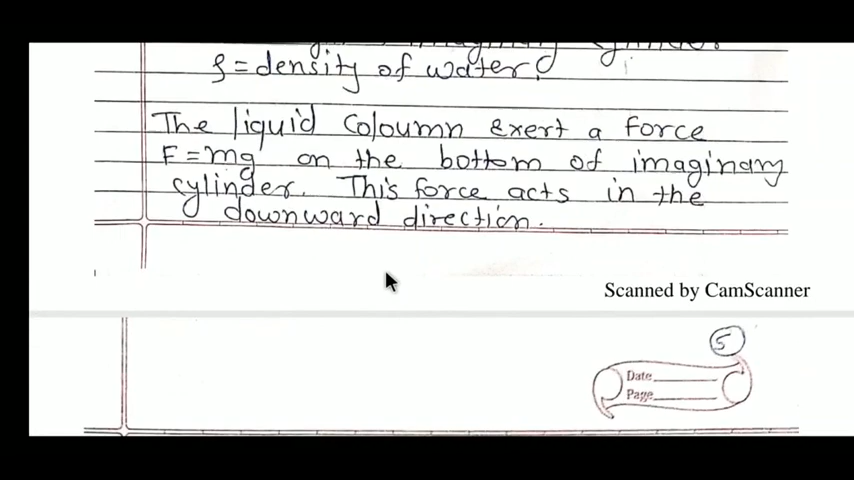 ρ = density of water
The liquid coloumn exert a force
F = mg on the bottom of imaginary
cylinder. This force acts in the
downward direction.
Scanned by CamScanner
5
Date
Page